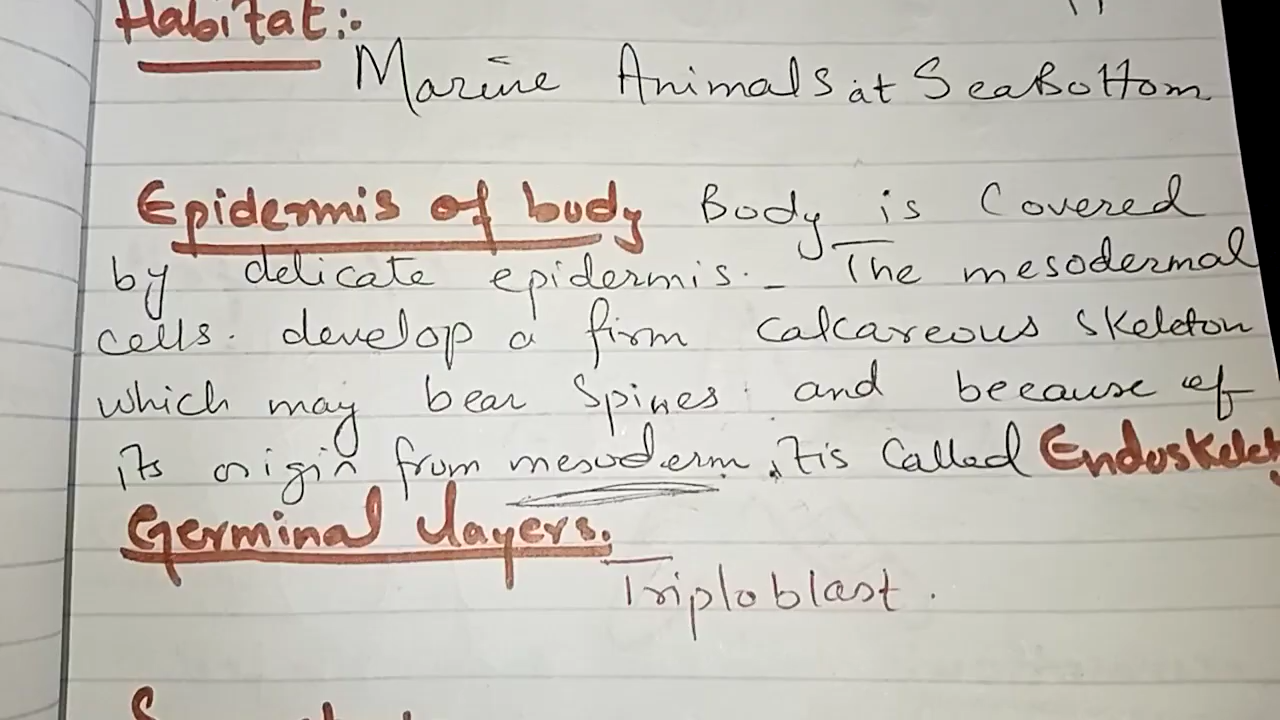 Habitat:-
Marine Animals at SeaBottom
Epidermis of body Body is Covered
by delicate epidermis. The mesodermal
cells. develop a firm calcareous skeleton
which may bear Spines and because of
its origin from mesoderm, It is Called Endoskelet
Germinal layers.
Triploblast.